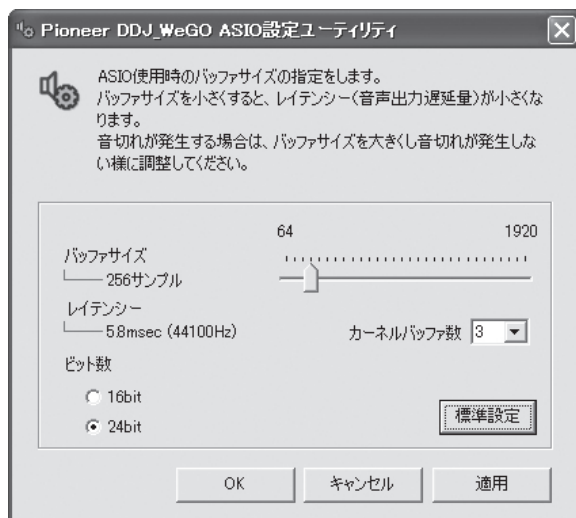 Pioneer DDJ_WeGO ASIO設定ユーティリティ
ASIO使用時のバッファサイズの指定をします。
バッファサイズを小さくすると、レイテンシー(音声出力遅延量)が小さくな
ります。
音切れが発生する場合は、バッファサイズを大きくし音切れが発生しな
い様に調整してください。
64
1920
バッファサイズ
256サンプル
レイテンシー
5.8msec (44100Hz)
カーネルバッファ数 3
ビット数
16bit
24bit
標準設定
OK
キャンセル
適用